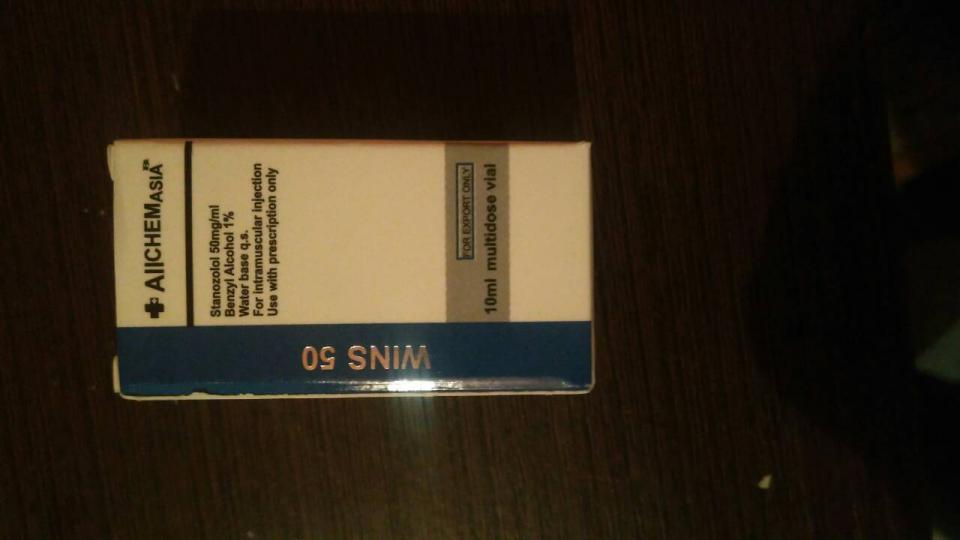 AllCHEMASIA
Stanozolol 50mg/ml
Benzyl Alcohol 1%
Water base q.s.
For intramuscular injection
Use with prescription only
FOR EXPORT ONLY
10ml multidose vial
WINS 50